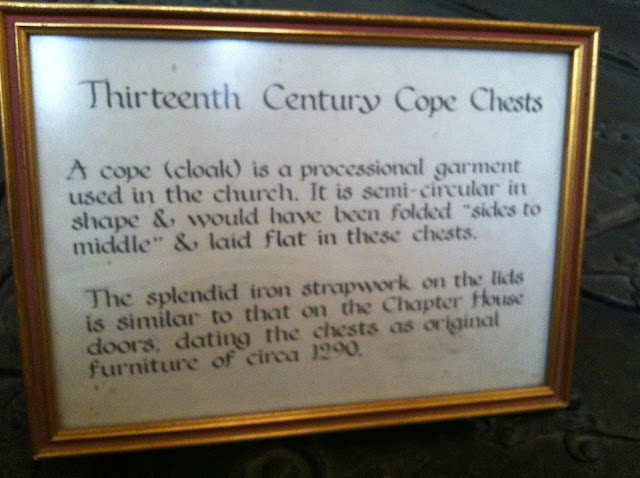 Thirteenth Century Cope Chests
A cope (cloak) is a processional garment
used in the church. It is semi-circular in
shape & would have been folded "sides to
middle" & laid flat in these chests.
The splendid iron strapwork on the lids
is similar to that on the Chapter House
doors, dating the chests as original
furniture of circa 1290.